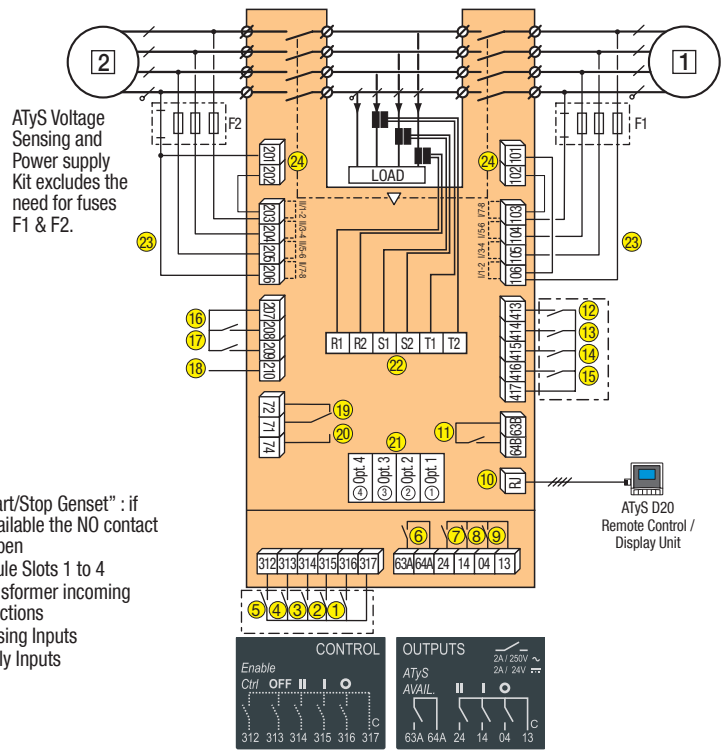 2
1
F2
F1
ATyS Voltage
Sensing and
Power supply
Kit excludes the
need for fuses
F1 & F2.
201
202
24
LOAD
24
101
102
203
204
205
206
II/1-2
II/3-4
II/5-6
II/7-8
I/7-8
I/5-6
I/3-4
I/1-2
103
104
105
106
23
23
16
17
18
207
208
209
210
R1 R2 S1 S2 T1 T2
22
413
414
415
416
417
12
13
14
15
72
71
74
19
20
21
11
63B
64B
Opt. 4
Opt. 3
Opt. 2
Opt. 1
4
3
2
1
10
RJ
ATyS D20
Remote Control /
Display Unit
art/Stop Genset” : if
ailable the NO contact
pen
ule Slots 1 to 4
sformer incoming
ctions
sing Inputs
ly Inputs
6 7 8 9
312 313 314 315 316 317
63A 64A 24 14 04 13
5 4 3 2 1
CONTROL
Enable
Ctrl OFF II I O
C
312 313 314 315 316 317
OUTPUTS
2A / 250V ~
2A / 24V ⎓
ATyS
AVAIL. II I O
C
63A 64A 24 14 04 13